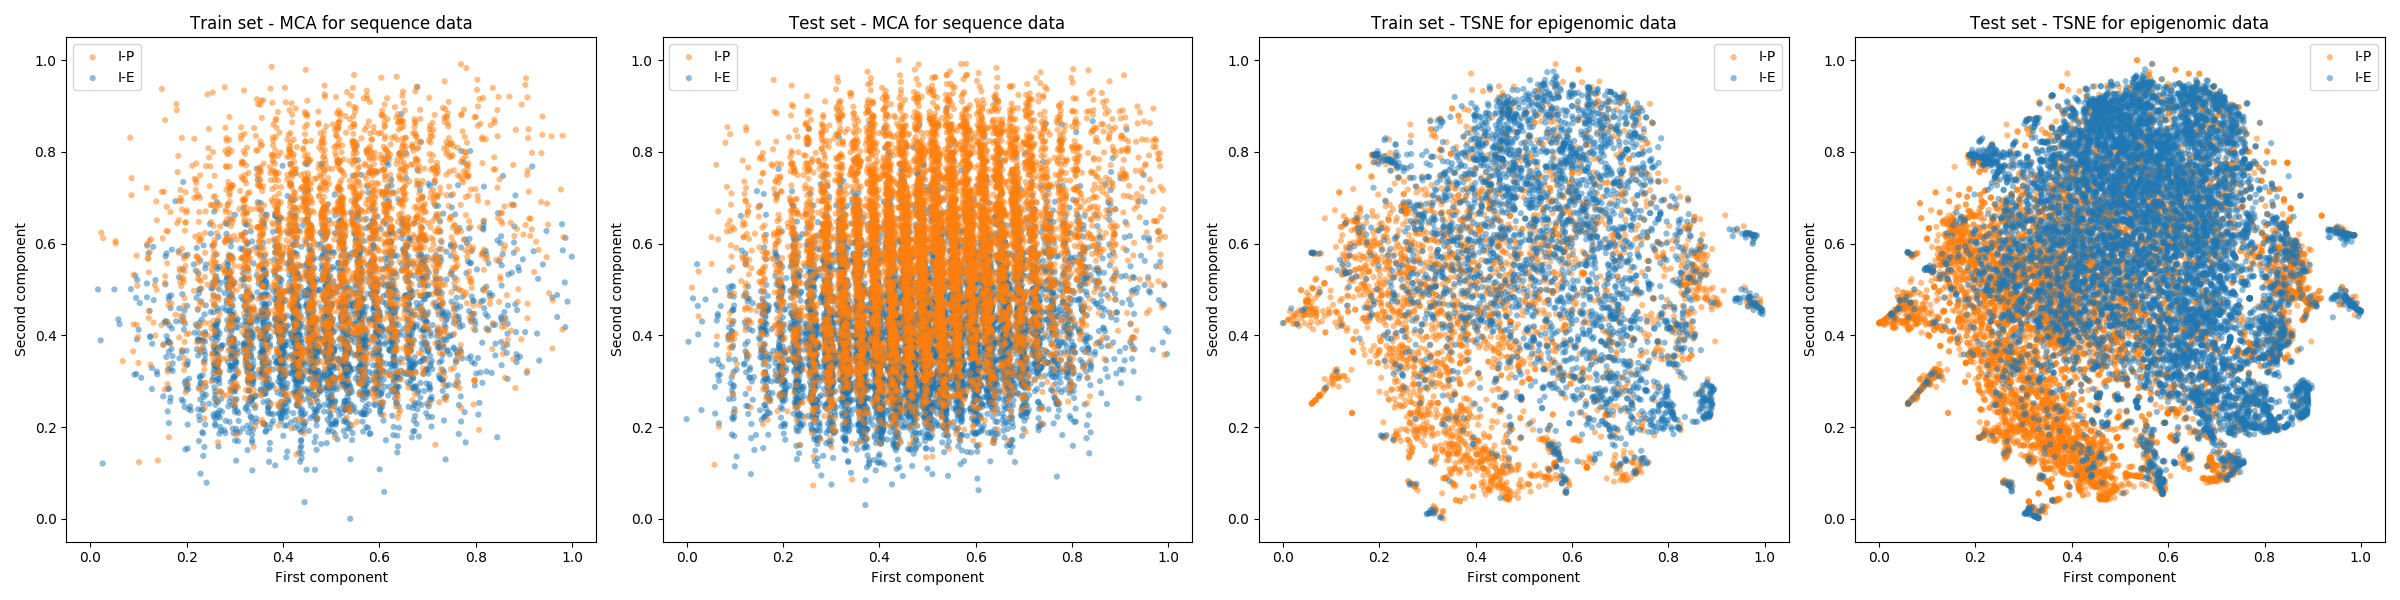 Train set - MCA for sequence data
I-P
I-E
1.0
0.8
0.6
0.4
0.2
0.0
Second component
0.0 0.2 0.4 0.6 0.8 1.0
First component
Test set - MCA for sequence data
I-P
I-E
1.0
0.8
0.6
0.4
0.2
0.0
Second component
0.0 0.2 0.4 0.6 0.8 1.0
First component
Train set - TSNE for epigenomic data
I-P
I-E
1.0
0.8
0.6
0.4
0.2
0.0
Second component
0.0 0.2 0.4 0.6 0.8 1.0
First component
Test set - TSNE for epigenomic data
I-P
I-E
1.0
0.8
0.6
0.4
0.2
0.0
Second component
0.0 0.2 0.4 0.6 0.8 1.0
First component